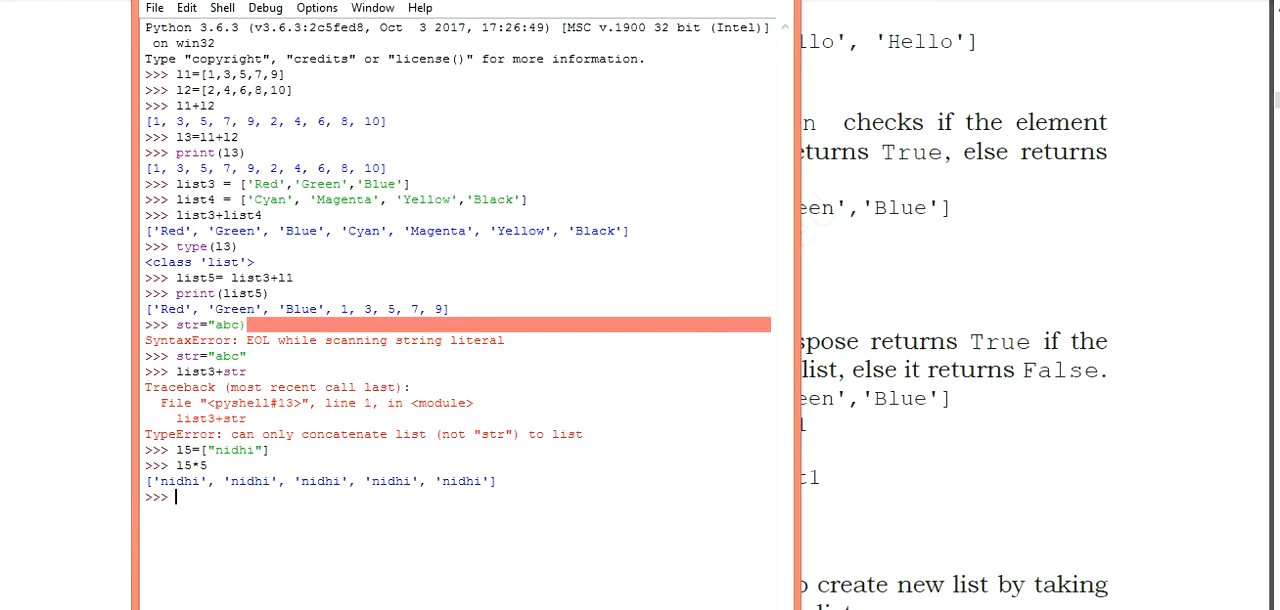 File Edit Shell Debug Options Window Help
Python 3.6.3 (v3.6.3:2c5fed8, Oct  3 2017, 17:26:49) [MSC v.1900 32 bit (Intel)]
 on win32
Type "copyright", "credits" or "license()" for more information.
>>> l1=[1,3,5,7,9]
>>> l2=[2,4,6,8,10]
>>> l1+l2
[1, 3, 5, 7, 9, 2, 4, 6, 8, 10]
>>> l3=l1+l2
>>> print(l3)
[1, 3, 5, 7, 9, 2, 4, 6, 8, 10]
>>> list3 = ['Red','Green','Blue']
>>> list4 = ['Cyan', 'Magenta', 'Yellow','Black']
>>> list3+list4
['Red', 'Green', 'Blue', 'Cyan', 'Magenta', 'Yellow', 'Black']
>>> type(l3)
<class 'list'>
>>> list5= list3+l1
>>> print(list5)
['Red', 'Green', 'Blue', 1, 3, 5, 7, 9]
>>> str="abc)
SyntaxError: EOL while scanning string literal
>>> str="abc"
>>> list3+str
Traceback (most recent call last):
  File "<pyshell#13>", line 1, in <module>
    list3+str
TypeError: can only concatenate list (not "str") to list
>>> l5=["nidhi"]
>>> l5*5
['nidhi', 'nidhi', 'nidhi', 'nidhi', 'nidhi']
>>>
llo', 'Hello']
n checks if the element
eturns True, else returns
een','Blue']
spose returns True if the
list, else it returns False.
een','Blue']
t1
create new list by taking